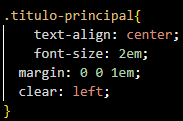 .titulo-principal{
    text-align: center;
    font-size: 2em;
  margin: 0 0 1em;
  clear: left;
}